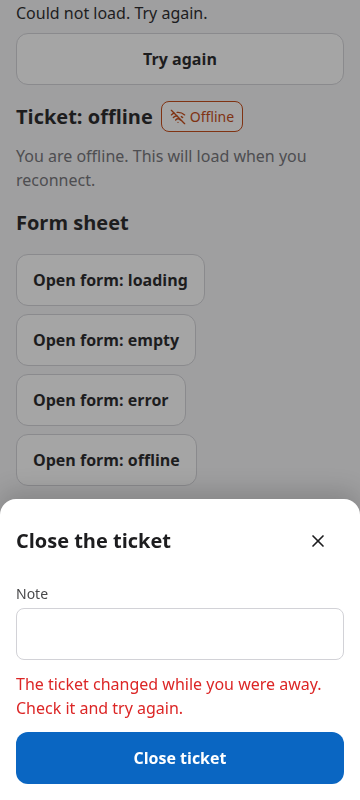 Could not load. Try again.
Try again
Ticket: offline
Offline
You are offline. This will load when you
reconnect.
Form sheet
Open form: loading
Open form: empty
Open form: error
Open form: offline
Close the ticket
Note
The ticket changed while you were away.
Check it and try again.
Close ticket